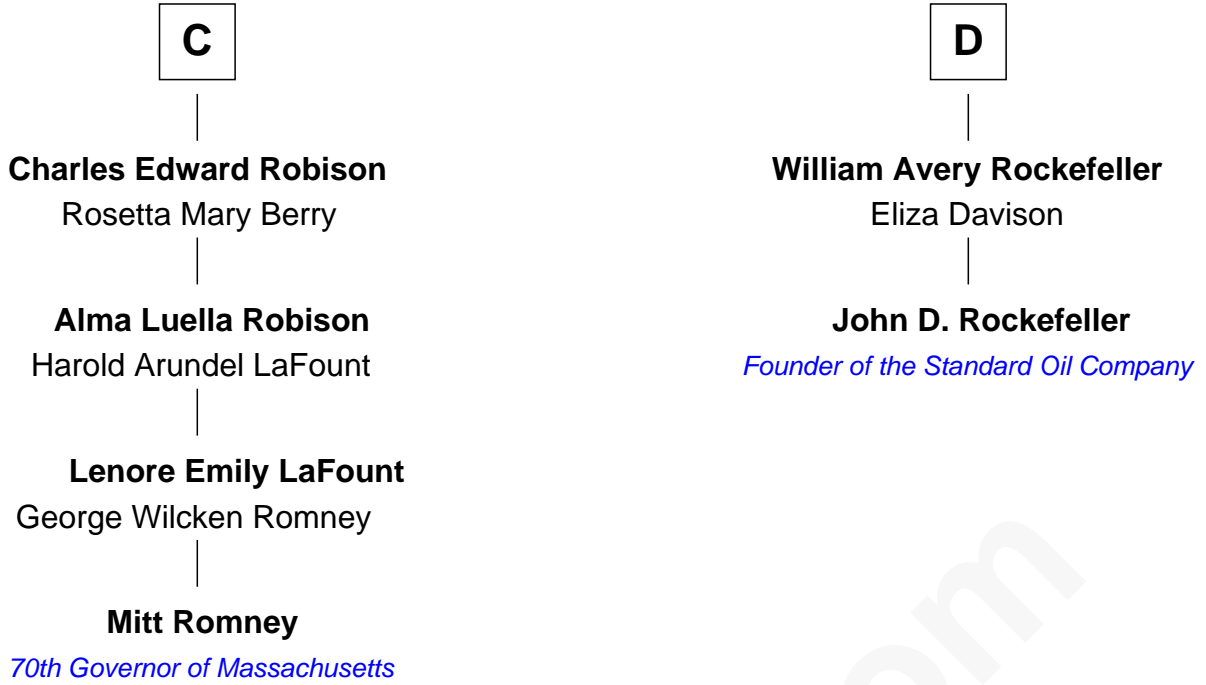 C
Charles Edward Robison
Rosetta Mary Berry
Alma Luella Robison
Harold Arundel LaFount
Lenore Emily LaFount
George Wilcken Romney
Mitt Romney
70th Governor of Massachusetts
D
William Avery Rockefeller
Eliza Davison
John D. Rockefeller
Founder of the Standard Oil Company
om